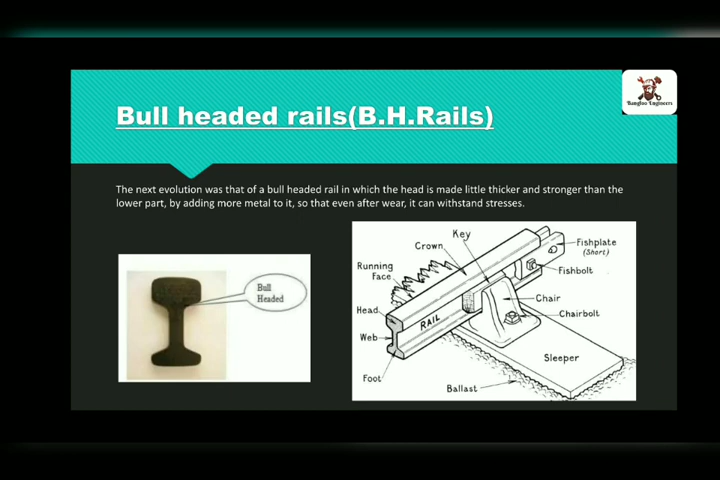 Bull headed rails(B.H.Rails)
Bangloo Engineers
The next evolution was that of a bull headed rail in which the head is made little thicker and stronger than the
lower part, by adding more metal to it, so that even after wear, it can withstand stresses.
Bull
Headed
Key
Crown
Fishplate
(Short)
Running
Face
Fishbolt
Chair
Head
RAIL
Chairbolt
Web
Sleeper
Foot
Ballast